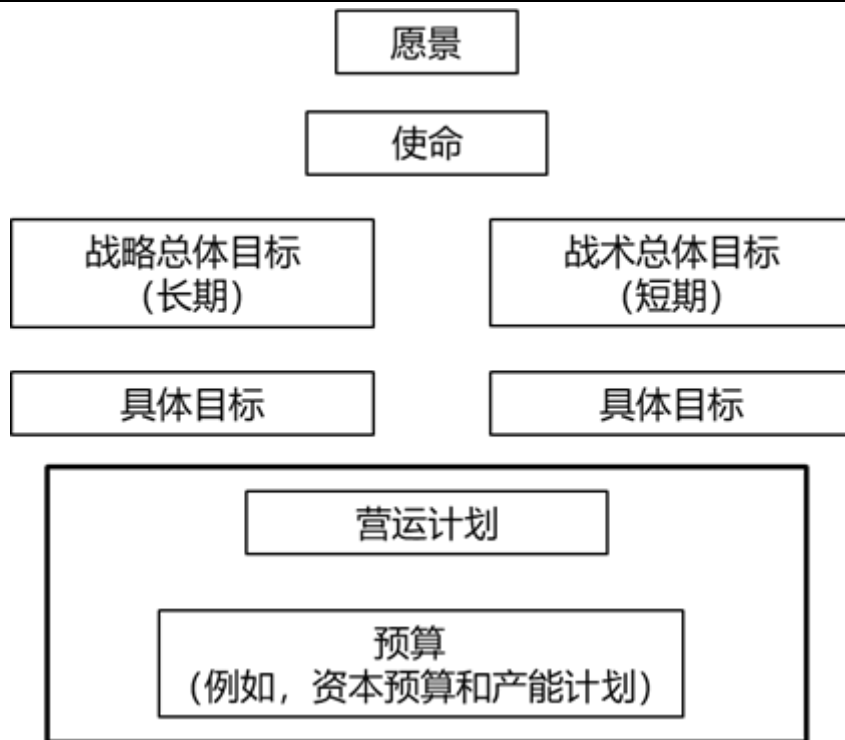 愿景
使命
战略总体目标
（长期）
战术总体目标
（短期）
具体目标
具体目标
营运计划
预算
（例如，资本预算和产能计划）